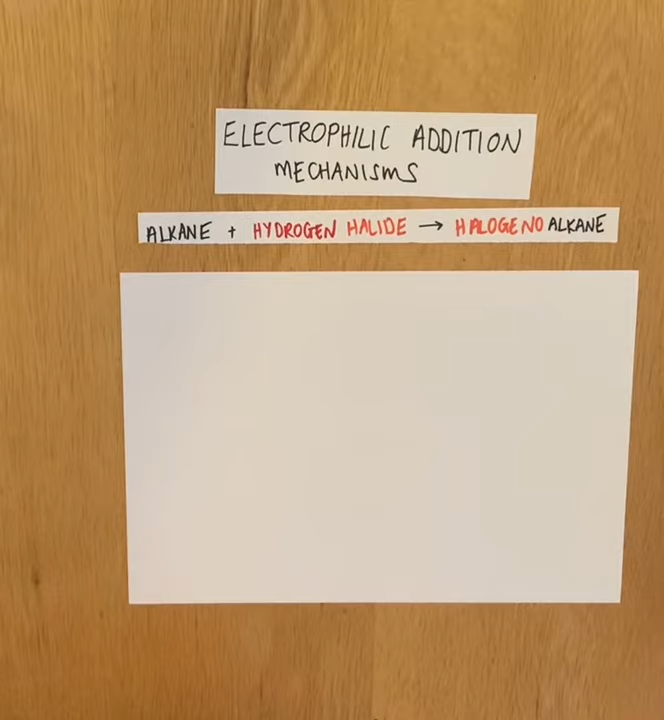 ELECTROPHILIC ADDITION
MECHANISMS
ALKANE + HYDROGEN HALIDE → HALOGENO ALKANE